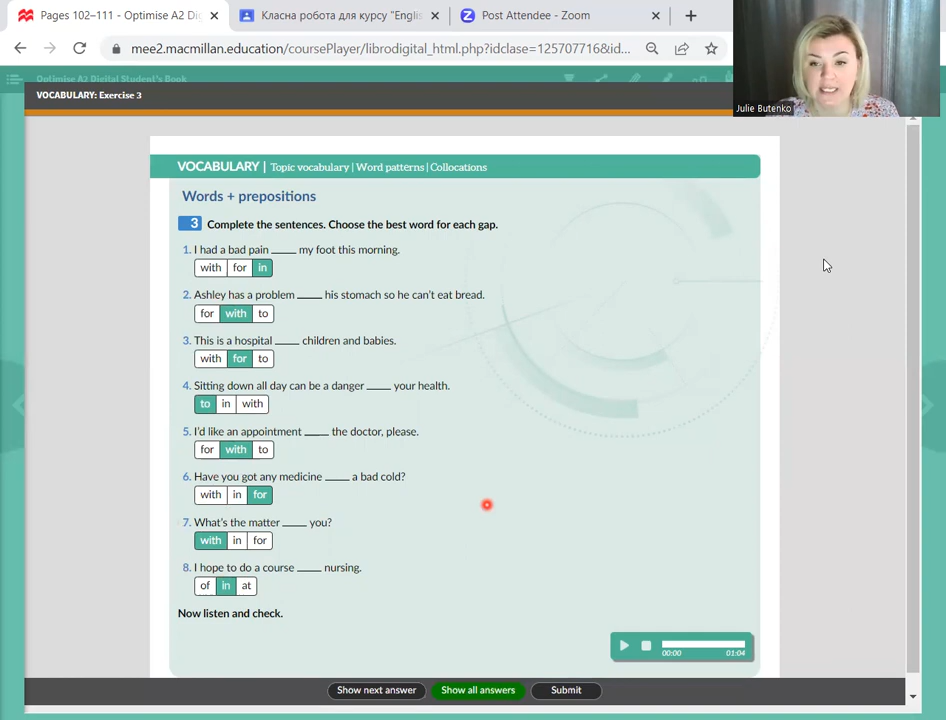 Pages 102–111 - Optimise A2 Di
Класна робота для курсу "Englis
Post Attendee - Zoom
mee2.macmillan.education/coursePlayer/librodigital_html.php?idclase=125707716&id...
Optimise A2 Digital Student's Book
VOCABULARY: Exercise 3
Julie Butenko
VOCABULARY | Topic vocabulary | Word patterns | Collocations
Words + prepositions
3 Complete the sentences. Choose the best word for each gap.
1. I had a bad pain ____ my foot this morning.
with for in
2. Ashley has a problem ____ his stomach so he can't eat bread.
for with to
3. This is a hospital ____ children and babies.
with for to
4. Sitting down all day can be a danger ____ your health.
to in with
5. I'd like an appointment ____ the doctor, please.
for with to
6. Have you got any medicine ____ a bad cold?
with in for
7. What's the matter ____ you?
with in for
8. I hope to do a course ____ nursing.
of in at
Now listen and check.
00:00 01:04
Show next answer Show all answers Submit